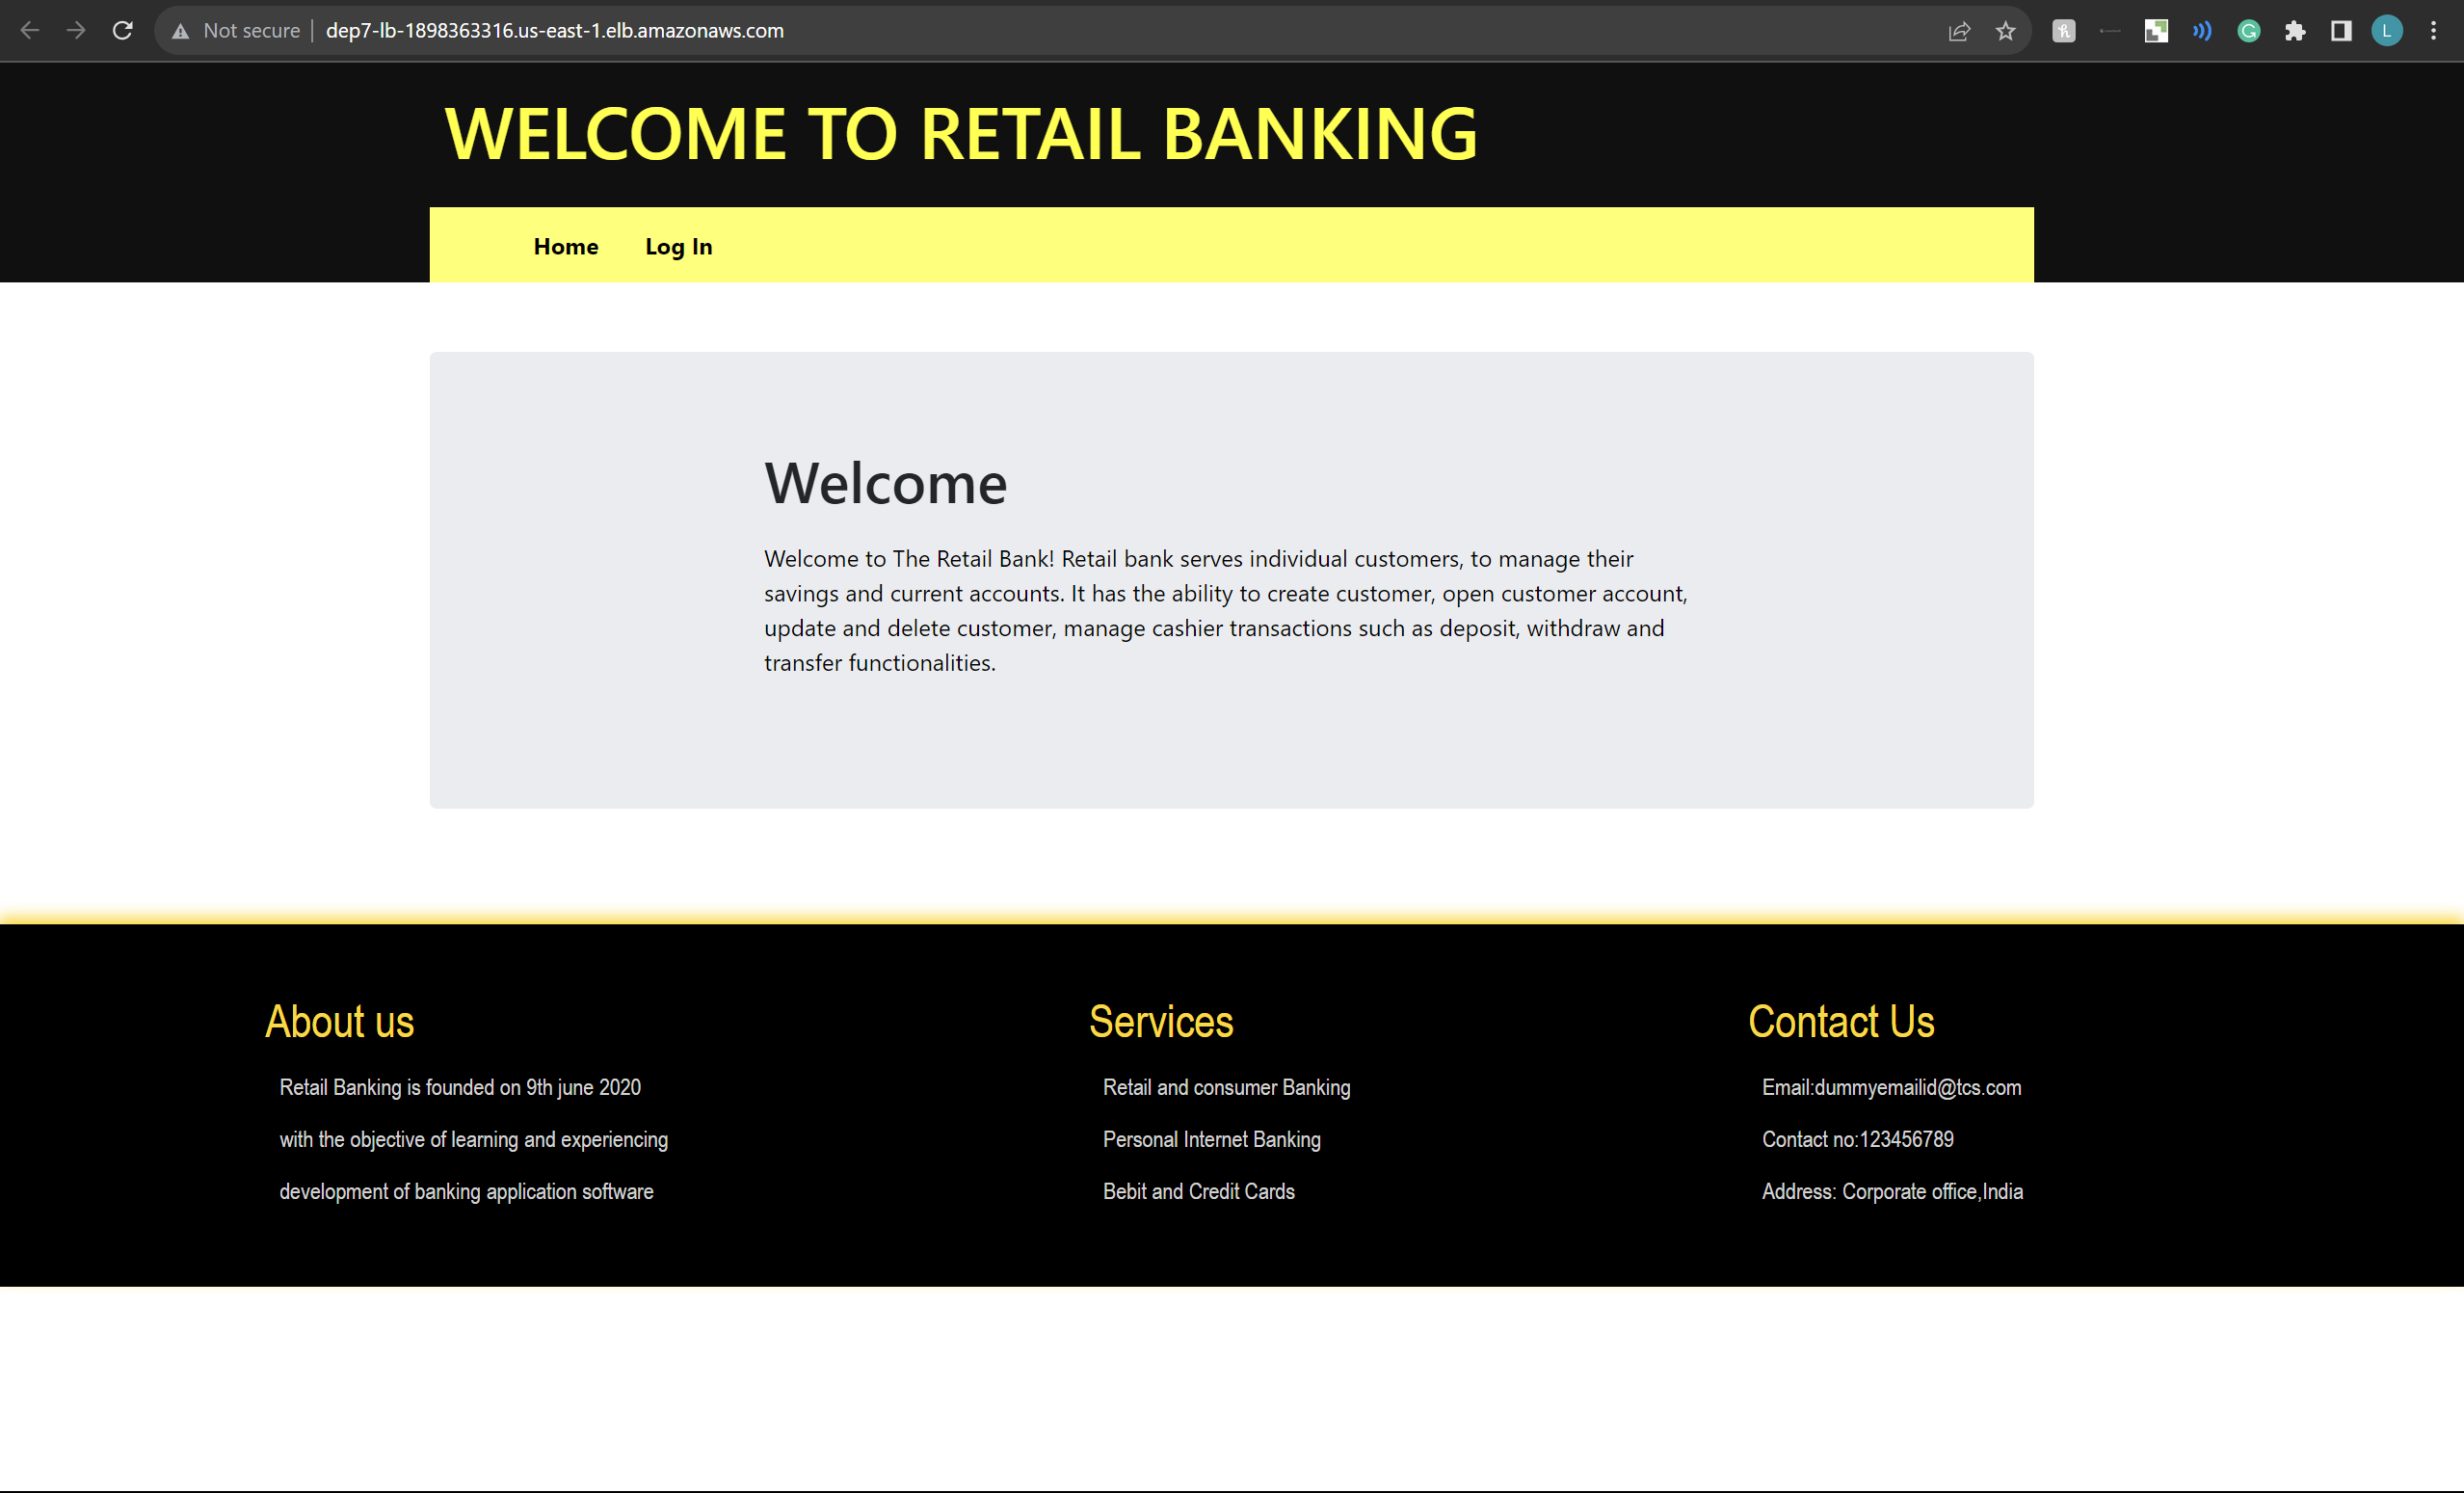 Not secure
dep7-lb-1898363316.us-east-1.elb.amazonaws.com
L
WELCOME TO RETAIL BANKING
Home
Log In
Welcome
Welcome to The Retail Bank! Retail bank serves individual customers, to manage their
savings and current accounts. It has the ability to create customer, open customer account,
update and delete customer, manage cashier transactions such as deposit, withdraw and
transfer functionalities.
About us
Retail Banking is founded on 9th june 2020
with the objective of learning and experiencing
development of banking application software
Services
Retail and consumer Banking
Personal Internet Banking
Bebit and Credit Cards
Contact Us
Email:dummyemailid@tcs.com
Contact no:123456789
Address: Corporate office,India